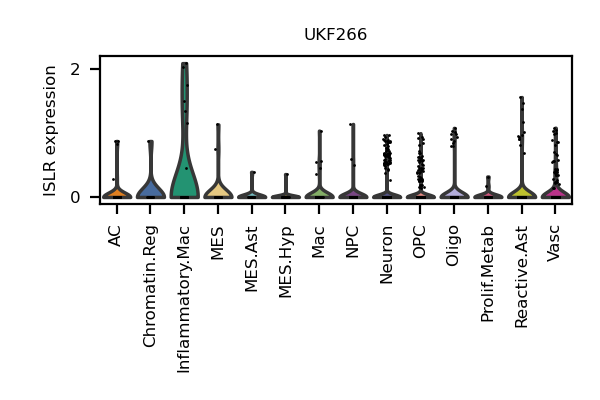 UKF266
ISLR expression
2
0
AC
Chromatin.Reg
Inflammatory.Mac
MES
MES.Ast
MES.Hyp
Mac
NPC
Neuron
OPC
Oligo
Prolif.Metab
Reactive.Ast
Vasc